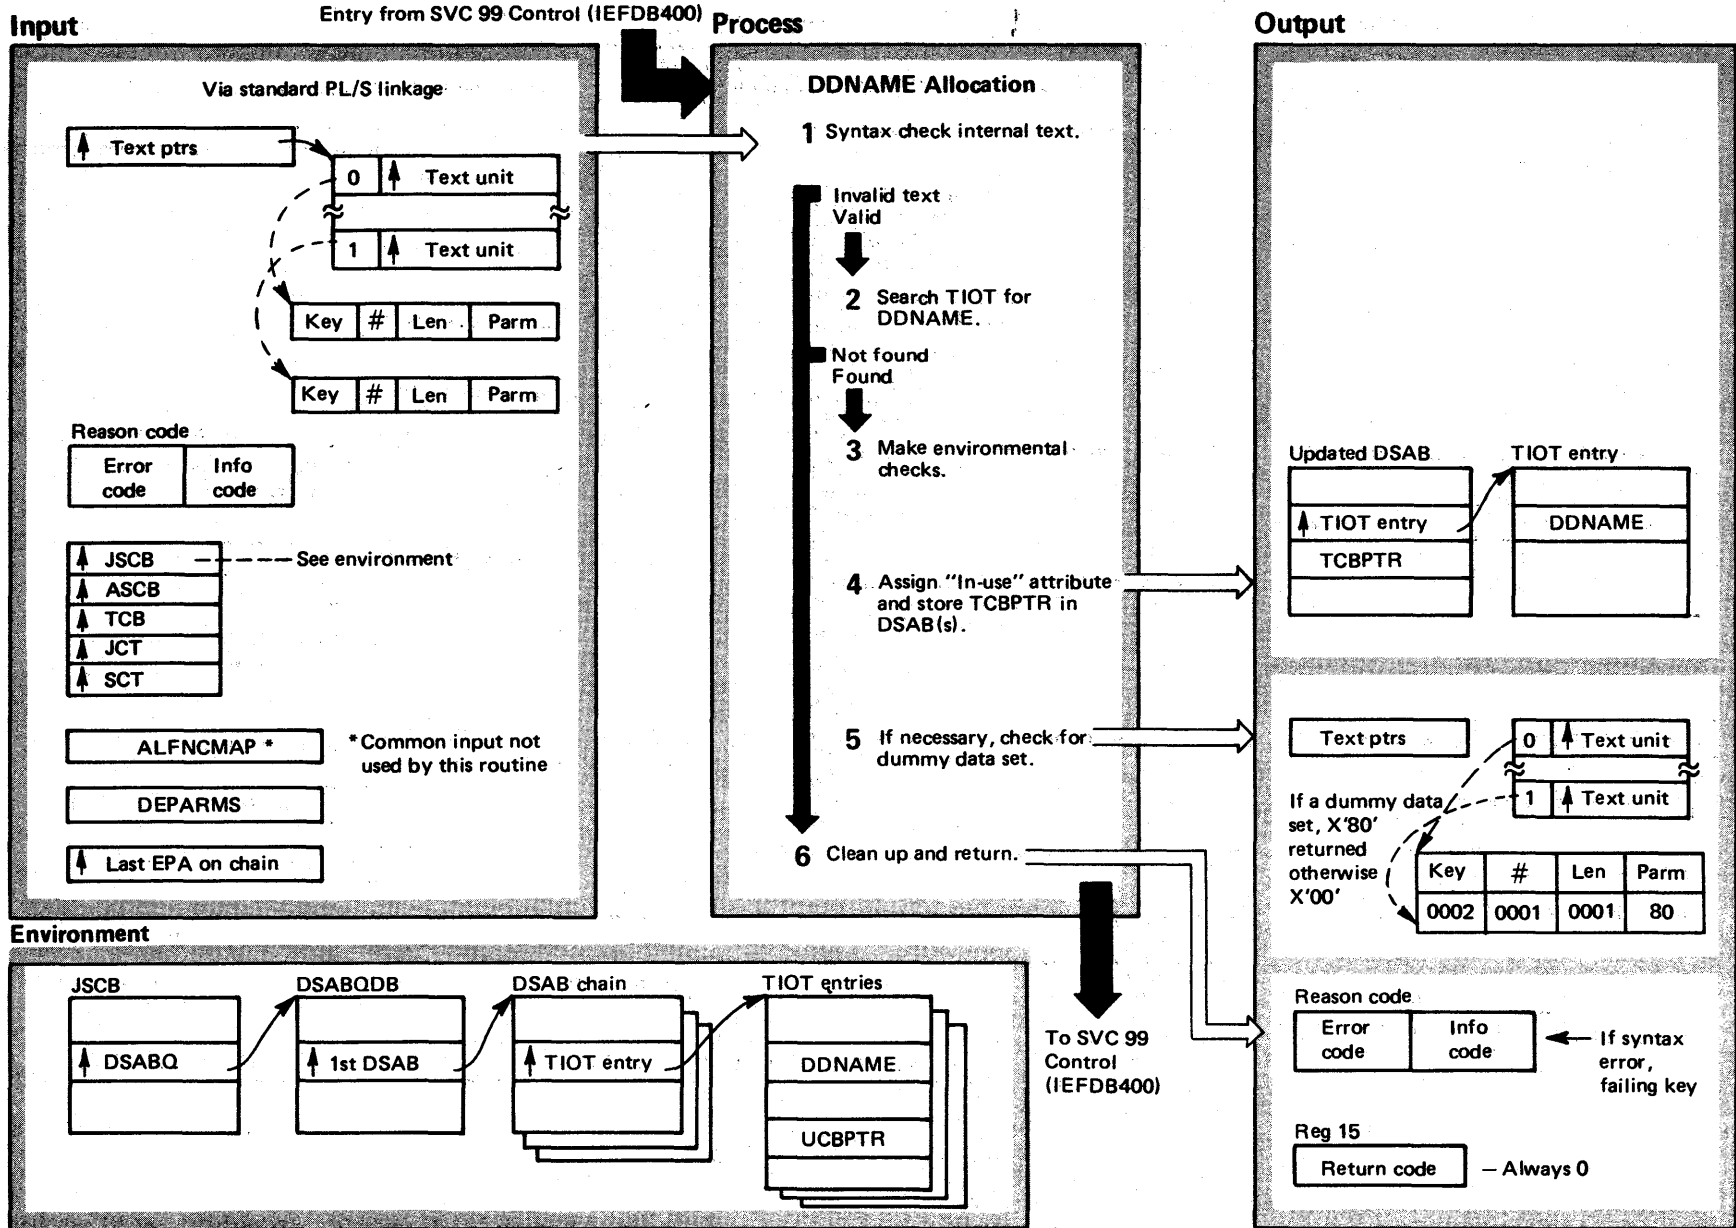 Entry from SVC 99 Control (IEFDB400)
Input
Via standard PL/S linkage
Text ptrs
0 Text unit
1 Text unit
Key # Len Parm
Key # Len Parm
Reason code
Error code
Info code
JSCB
See environment
ASCB
TCB
JCT
SCT
ALFNCMAP *
*Common input not
used by this routine
DEPARMS
Last EPA on chain
Process
DDNAME Allocation
1 Syntax check internal text.
Invalid text
Valid
2 Search TIOT for
DDNAME.
Not found
Found
3 Make environmental
checks.
4 Assign "In-use" attribute
and store TCBPTR in
DSAB(s).
5 If necessary, check for
dummy data set.
6 Clean up and return.
To SVC 99
Control
(IEFDB400)
Output
Updated DSAB
TIOT entry
TIOT entry
DDNAME
TCBPTR
Text ptrs
0 Text unit
1 Text unit
If a dummy data
set, X'80'
returned
otherwise
X'00'
Key # Len Parm
0002 0001 0001 80
Reason code
Error code
Info code
If syntax
error,
failing key
Reg 15
Return code
– Always 0
Environment
JSCB
DSABQDB
DSAB chain
TIOT entries
DSABQ
1st DSAB
TIOT entry
DDNAME
UCBPTR